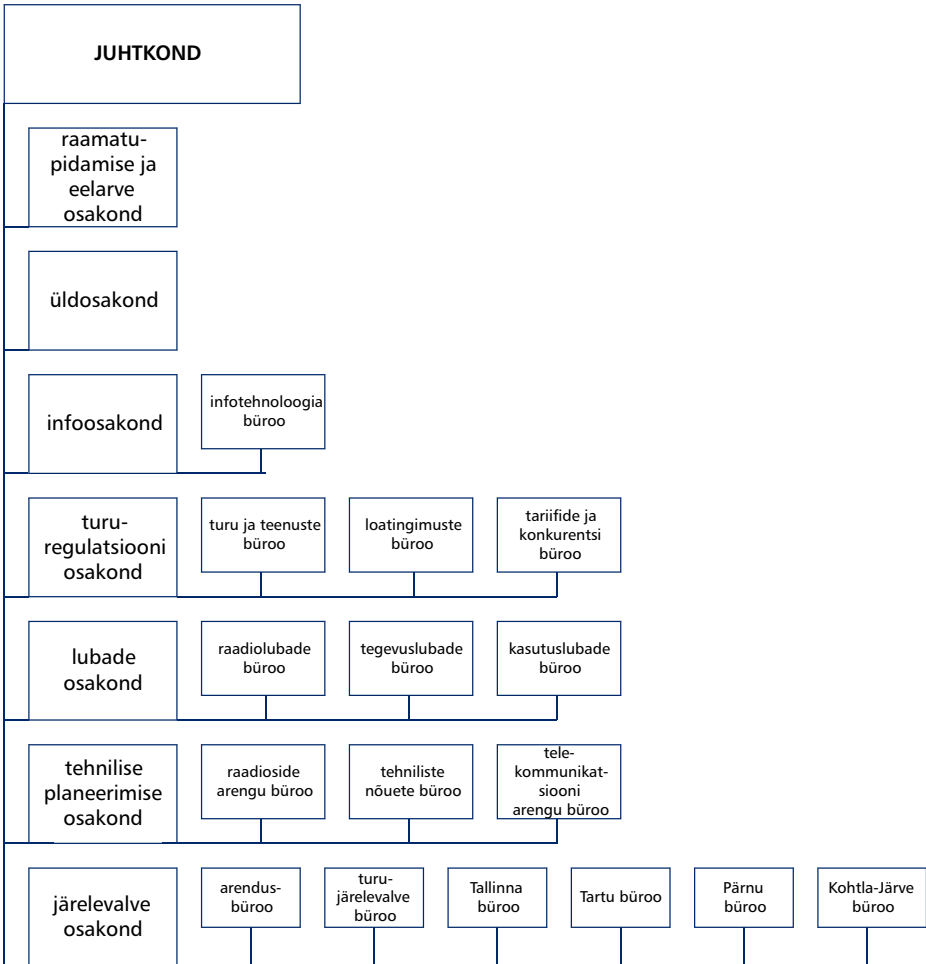 JUHTKOND
raamatu-
pidamise ja
eelarve
osakond
üldosakond
infoosakond
infotehnoloogia
büroo
turu-
regulatsiooni
osakond
turu ja teenuste
büroo
loatingimuste
büroo
tariifide ja
konkurentsi
büroo
lubade
osakond
raadiolubade
büroo
tegevuslubade
büroo
kasutuslubade
büroo
tehnilise
planeerimise
osakond
raadioside
arengu büroo
tehniliste
nõuete büroo
tele-
kommunikat-
siooni
arengu büroo
järelevalve
osakond
arendus-
büroo
turu-
järelevalve
büroo
Tallinna
büroo
Tartu büroo
Pärnu
büroo
Kohtla-Järve
büroo